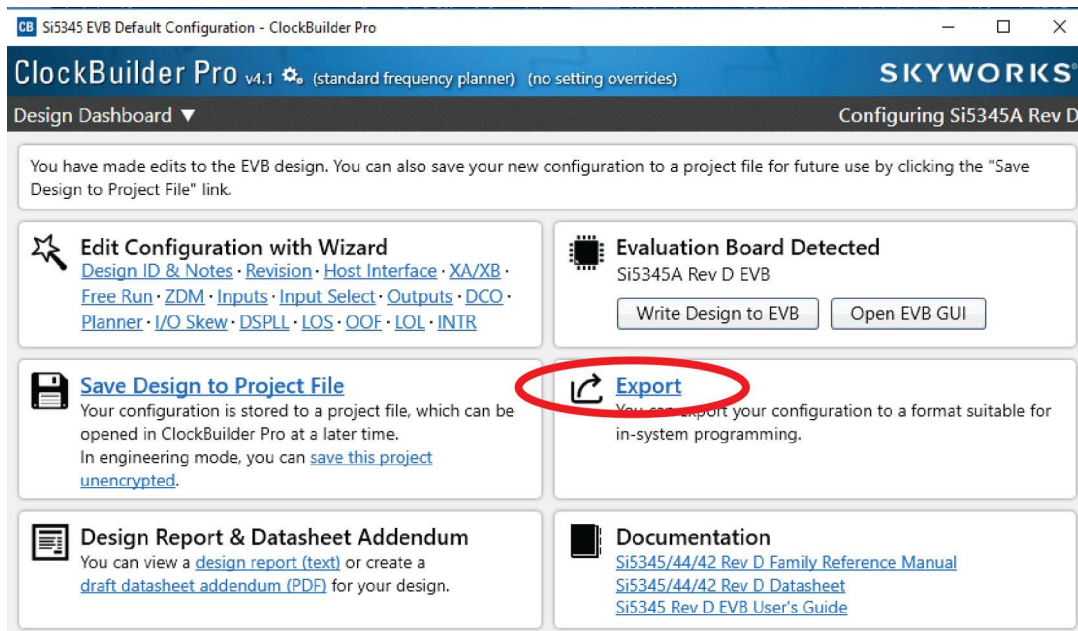 CB Si5345 EVB Default Configuration - ClockBuilder Pro
ClockBuilder Pro v4.1 (standard frequency planner) (no setting overrides) SKYWORKS®
Design Dashboard ▼ Configuring Si5345A Rev D
You have made edits to the EVB design. You can also save your new configuration to a project file for future use by clicking the "Save
Design to Project File" link.
Edit Configuration with Wizard
Design ID & Notes · Revision · Host Interface · XA/XB ·
Free Run · ZDM · Inputs · Input Select · Outputs · DCO ·
Planner · I/O Skew · DSPLL · LOS · OOF · LOL · INTR
Evaluation Board Detected
Si5345A Rev D EVB
Write Design to EVB Open EVB GUI
Save Design to Project File
Your configuration is stored to a project file, which can be
opened in ClockBuilder Pro at a later time.
In engineering mode, you can save this project
unencrypted.
Export
You can export your configuration to a format suitable for
in-system programming.
Design Report & Datasheet Addendum
You can view a design report (text) or create a
draft datasheet addendum (PDF) for your design.
Documentation
Si5345/44/42 Rev D Family Reference Manual
Si5345/44/42 Rev D Datasheet
Si5345 Rev D EVB User's Guide